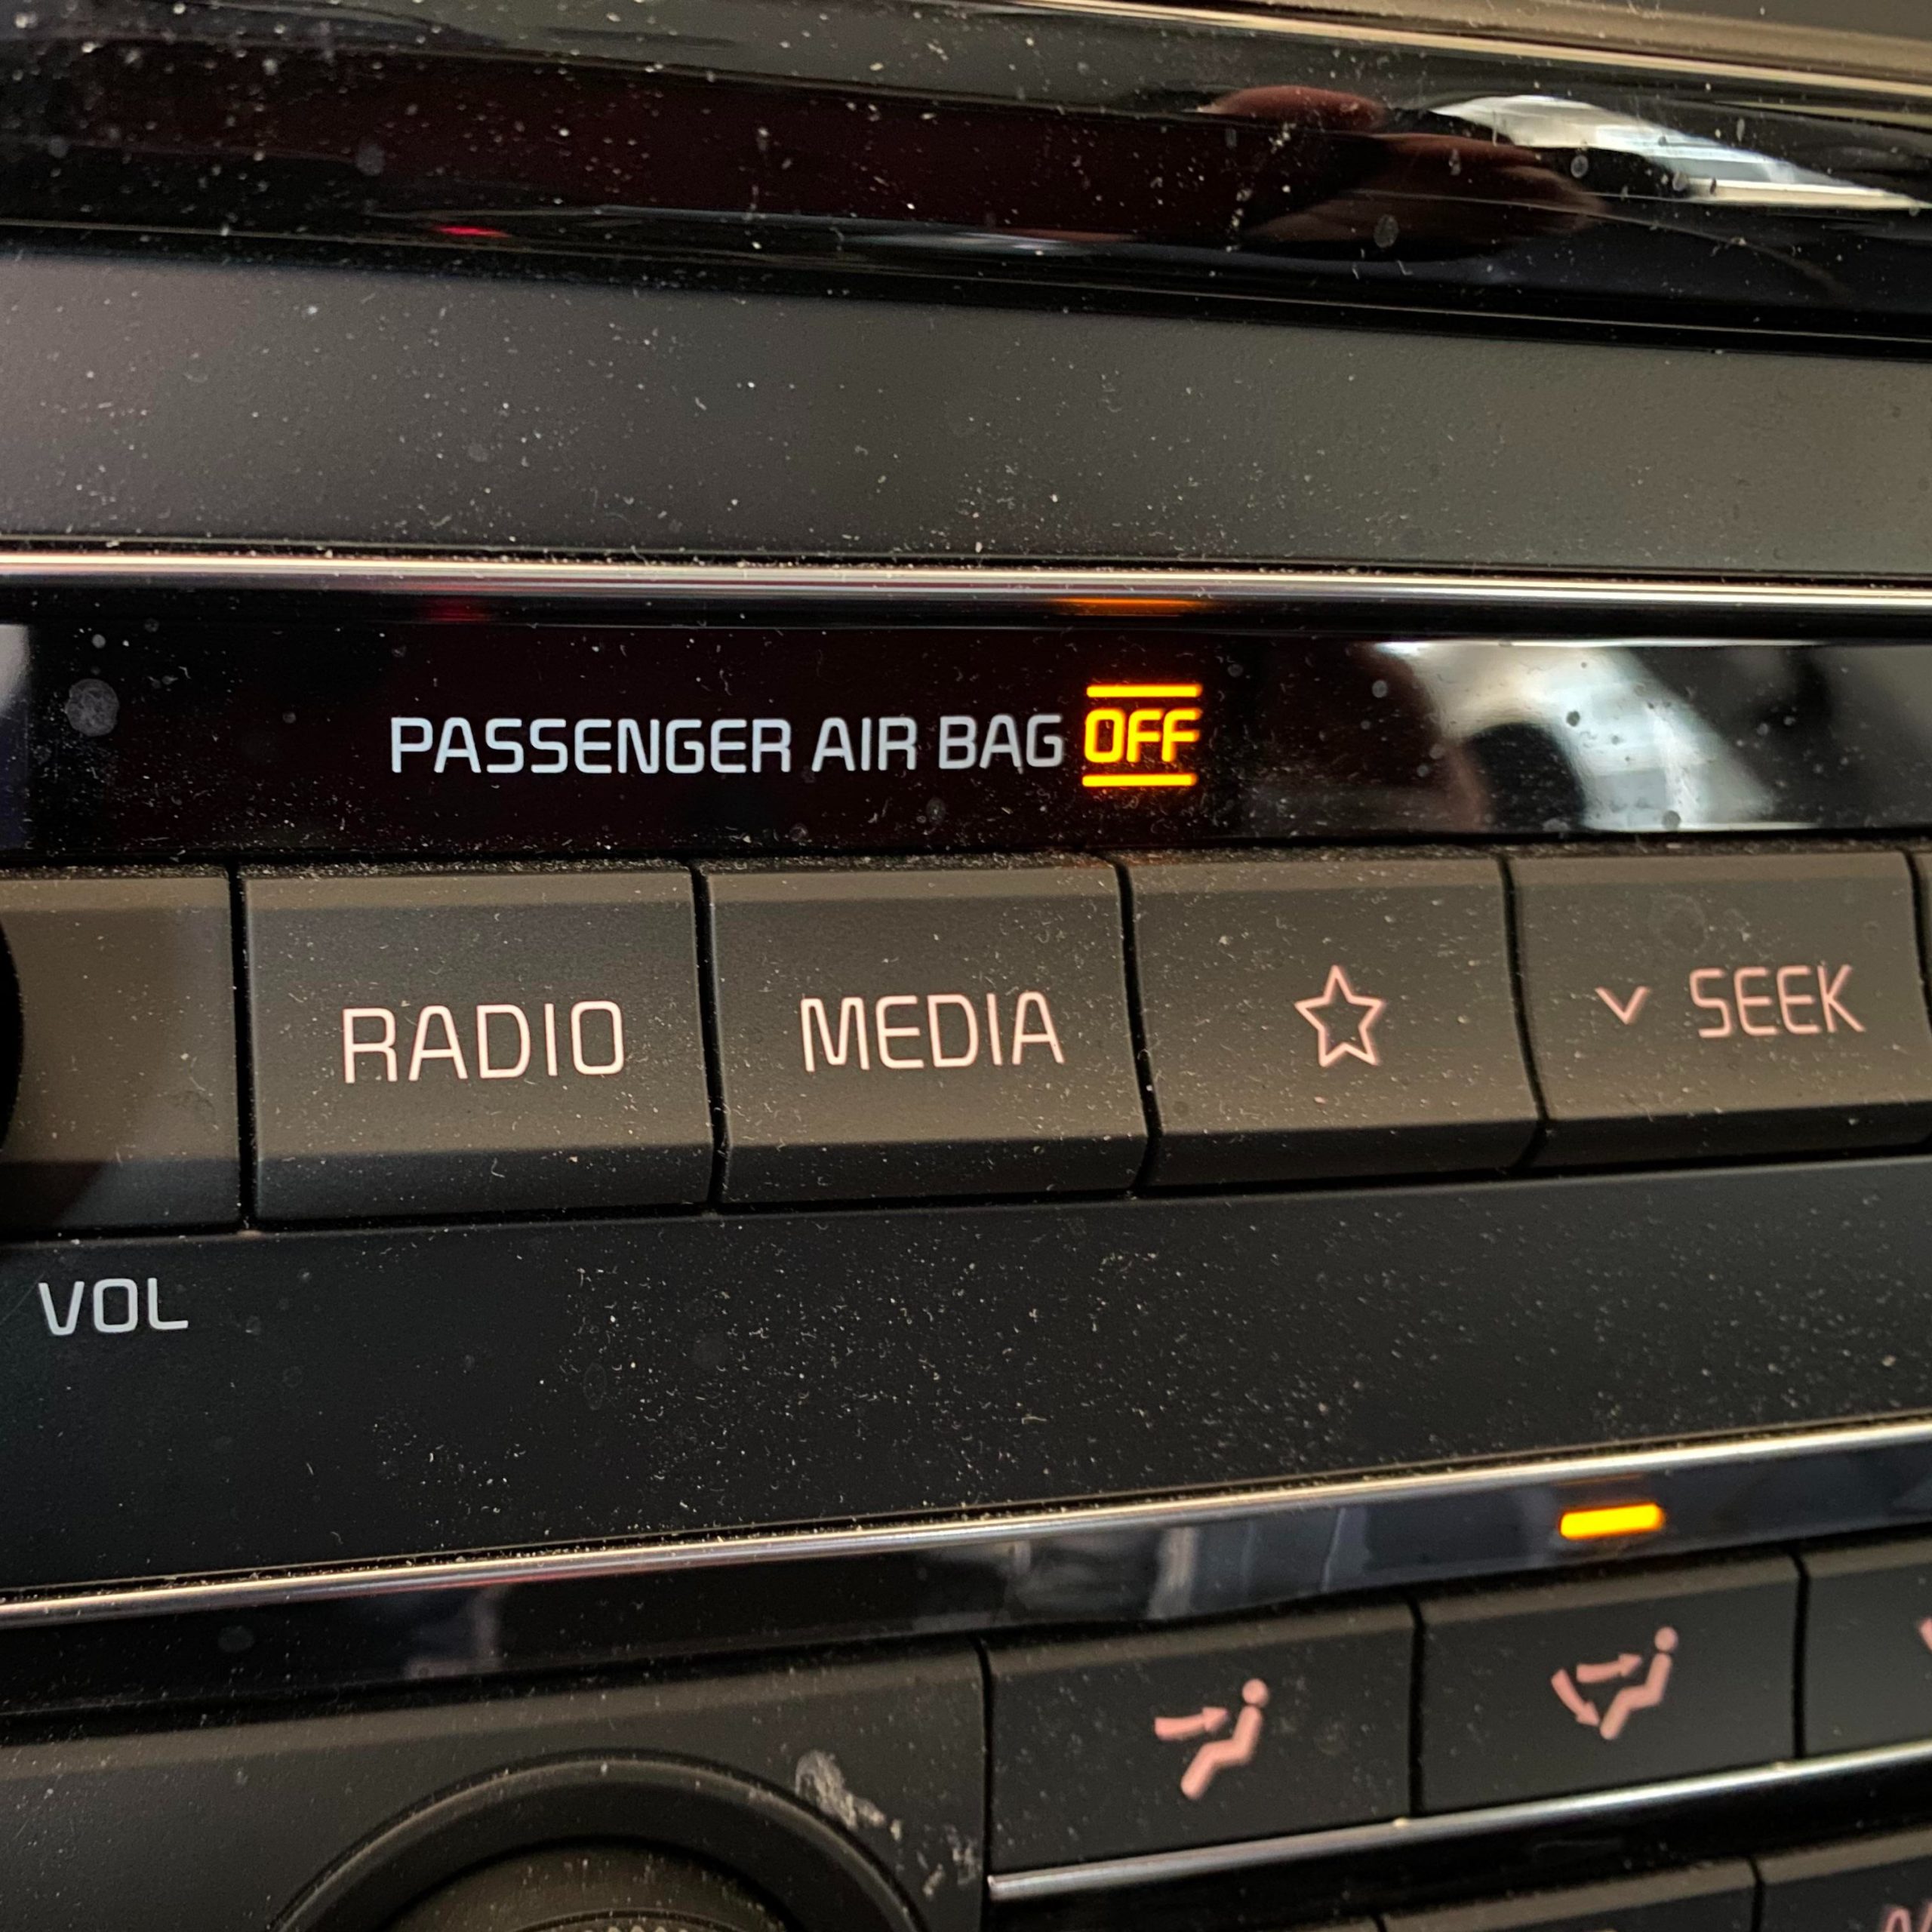 PASSENGER AIR BAG OFF
RADIO
MEDIA
SEEK
VOL